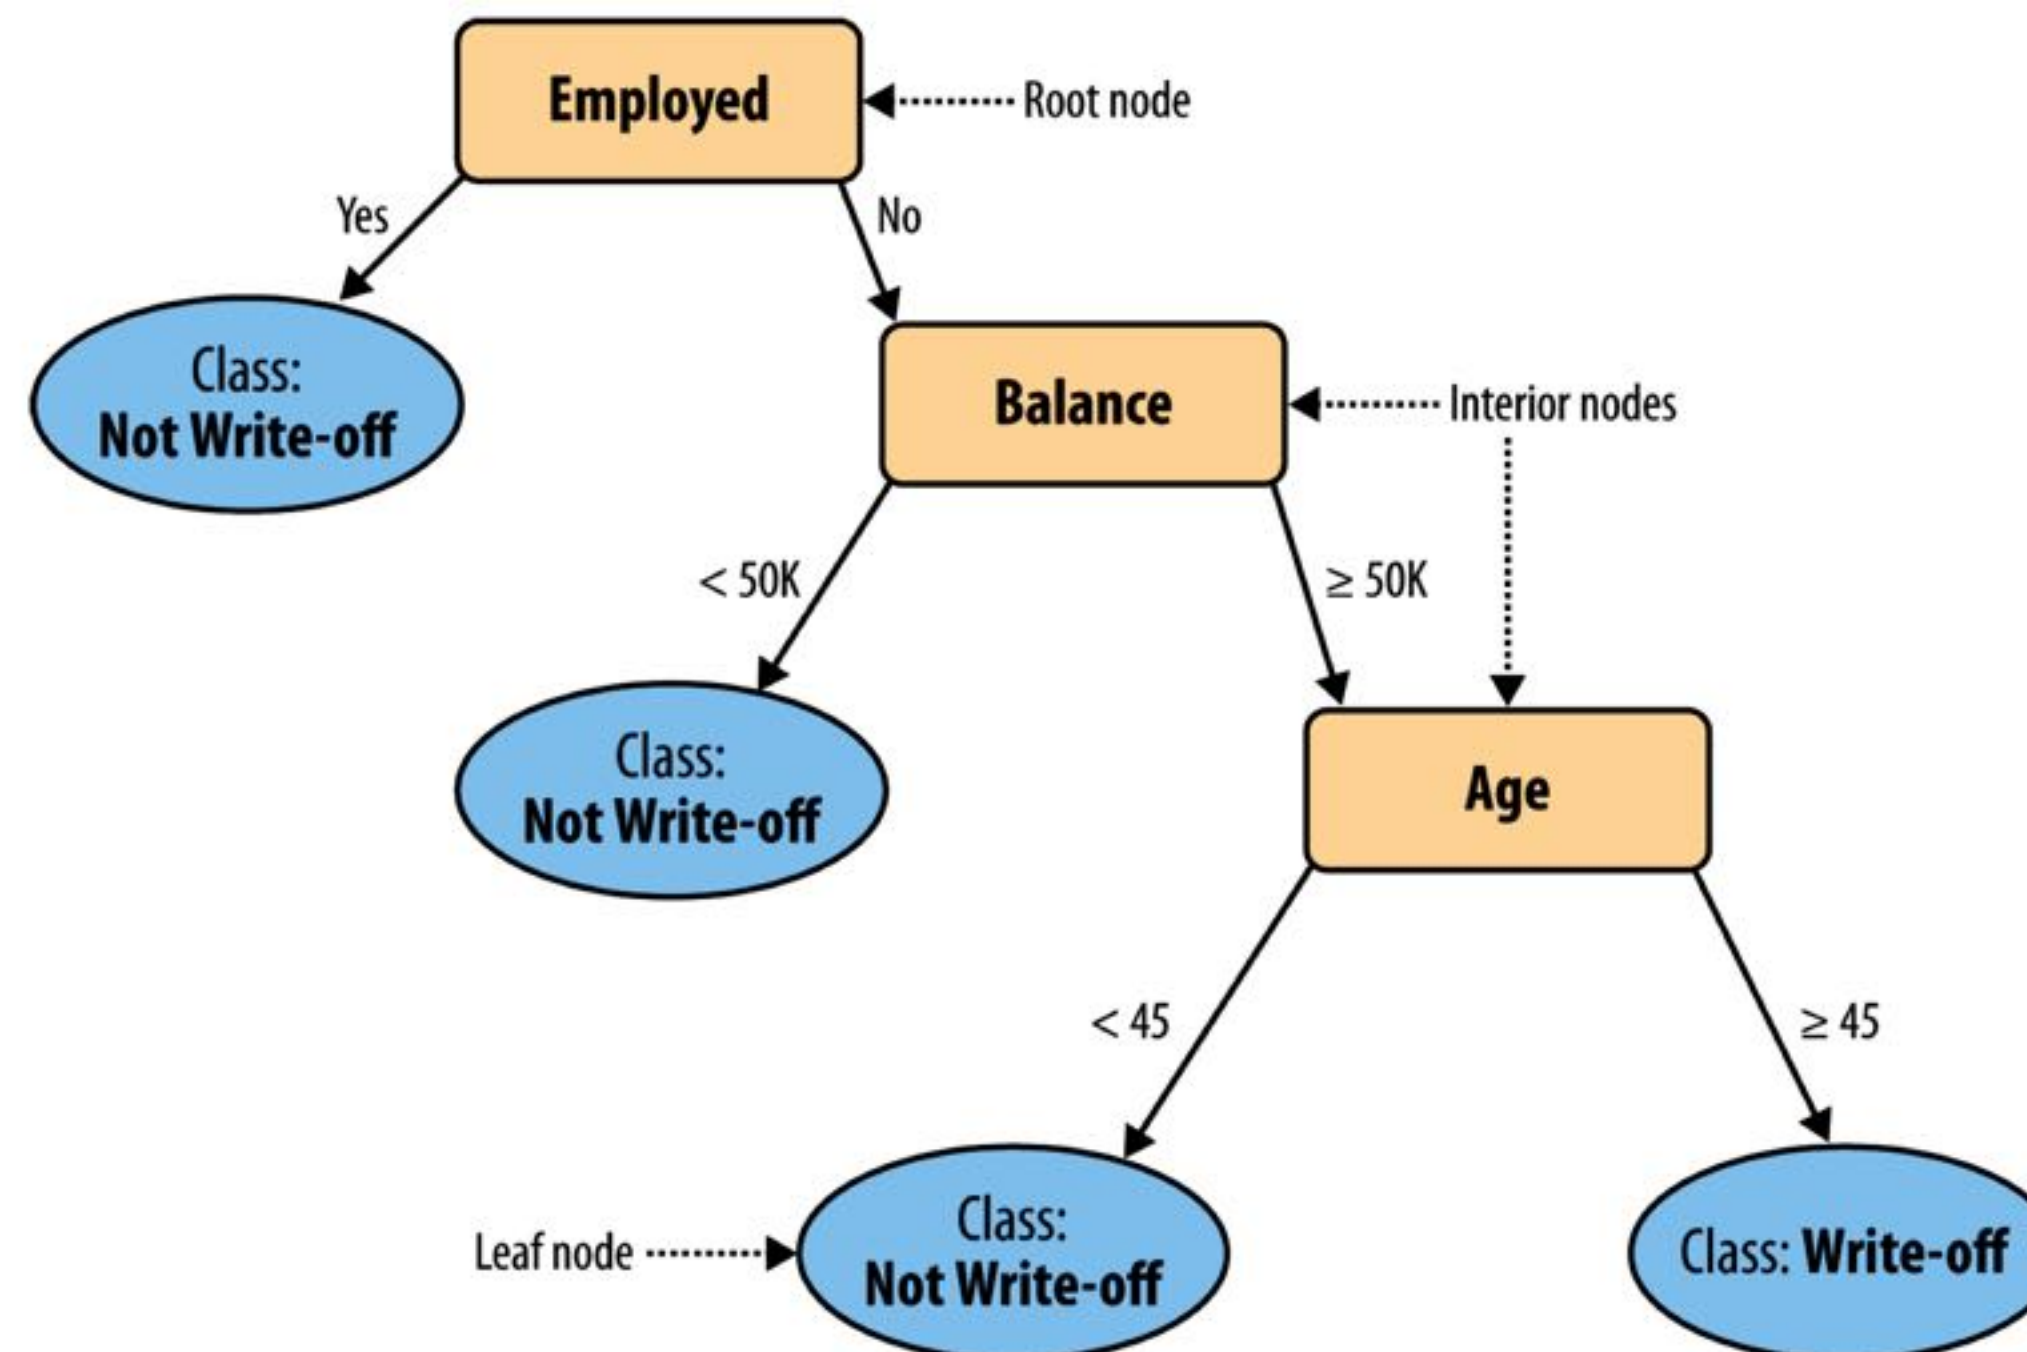 Employed
Root node
Yes
No
Class:
Not Write-off
Balance
Interior nodes
< 50K
≥ 50K
Class:
Not Write-off
Age
< 45
≥ 45
Leaf node
Class:
Not Write-off
Class: Write-off